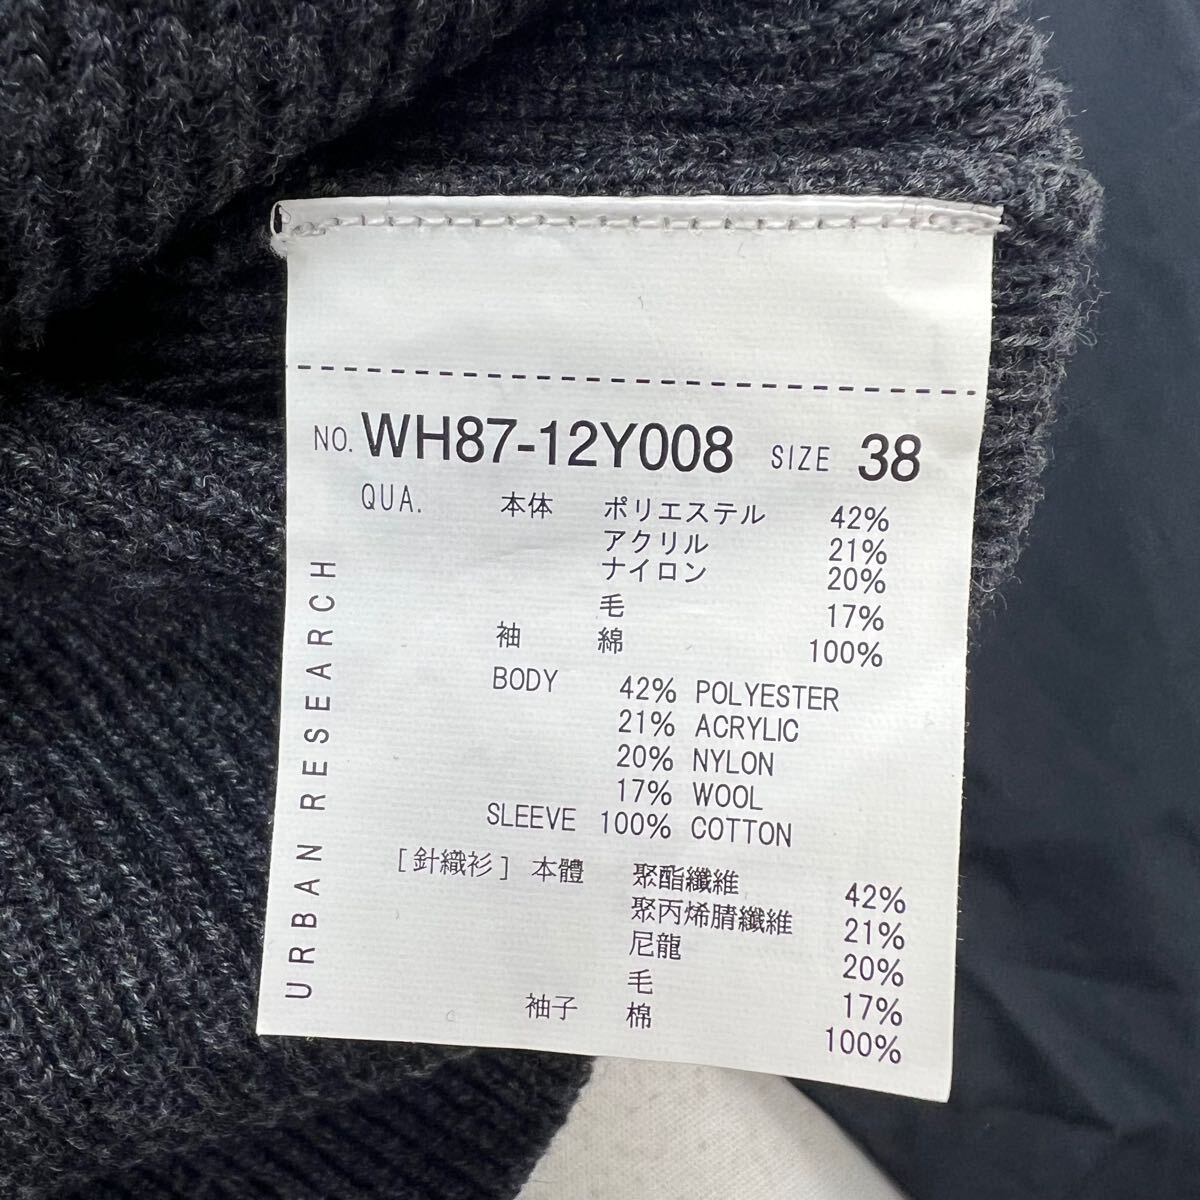 NO. WH87-12Y008 SIZE 38
QUA. 本体 ポリエステル 42%
アクリル 21%
ナイロン 20%
毛 17%
袖 綿 100%
BODY 42% POLYESTER
21% ACRYLIC
20% NYLON
17% WOOL
SLEEVE 100% COTTON
[針織衫] 本體 聚酯纖維 42%
聚丙烯腈纖維 21%
尼龍 20%
毛 17%
袖子 棉 100%
URBAN RESEARCH